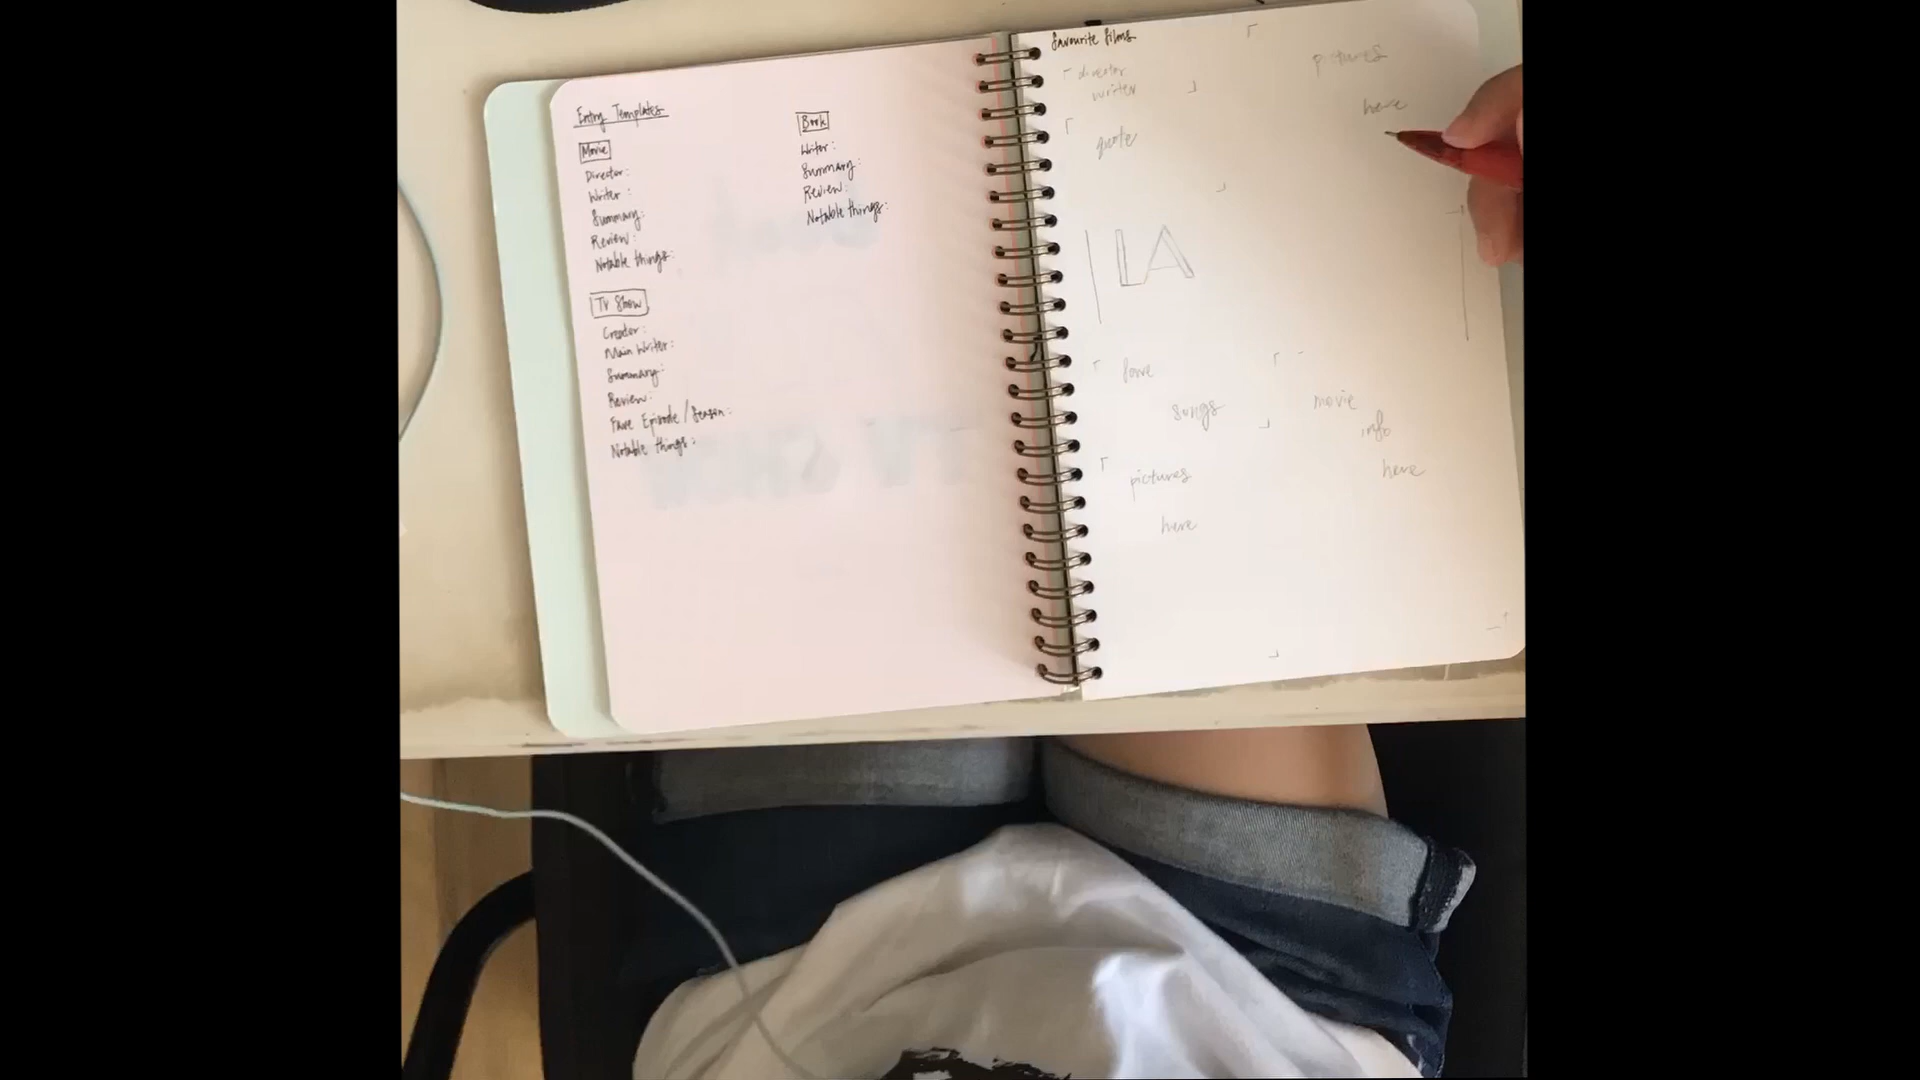 Entry Templates
Movie
Director:
Writer:
Summary:
Review:
Notable things:
TV Show
Creator:
Main Writer:
Summary:
Review:
Fave Episode/Season:
Notable things:
Book
Writer:
Summary:
Review:
Notable things:
favourite films
director
writer
quote
pictures
here
LA
fave
songs
movie
info
here
pictures
here